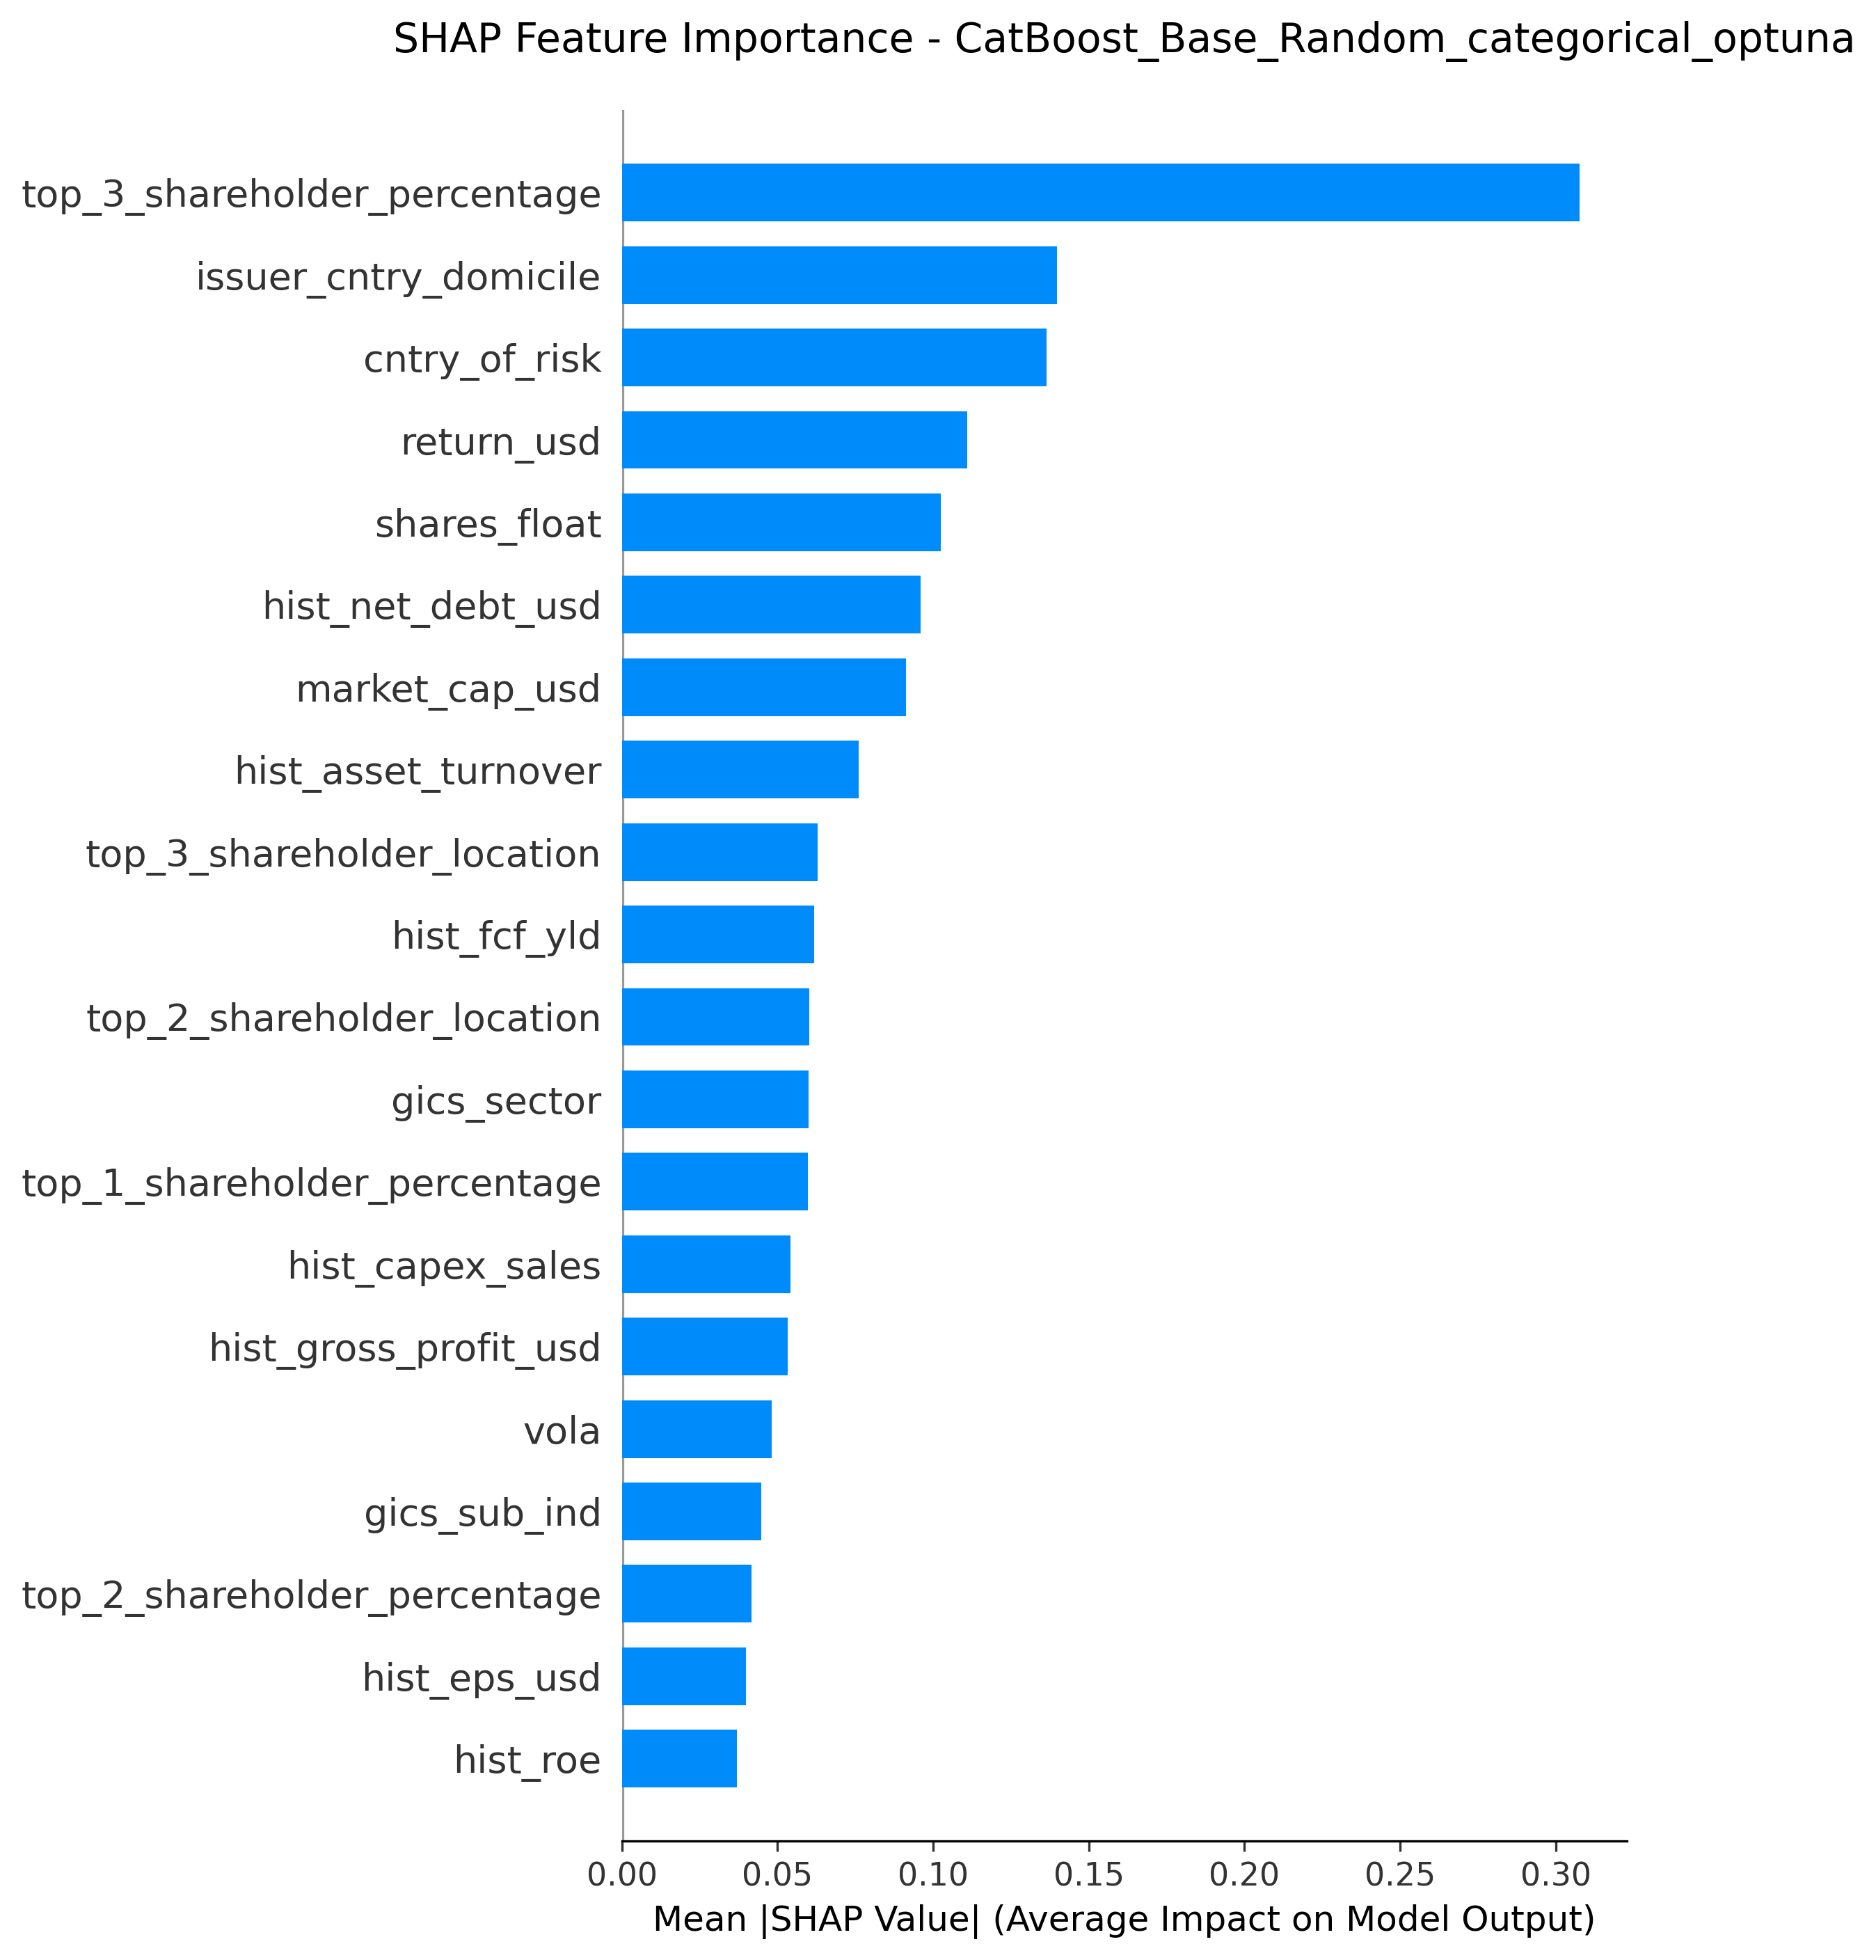 SHAP Feature Importance - CatBoost_Base_Random_categorical_optuna
top_3_shareholder_percentage
issuer_cntry_domicile
cntry_of_risk
return_usd
shares_float
hist_net_debt_usd
market_cap_usd
hist_asset_turnover
top_3_shareholder_location
hist_fcf_yld
top_2_shareholder_location
gics_sector
top_1_shareholder_percentage
hist_capex_sales
hist_gross_profit_usd
vola
gics_sub_ind
top_2_shareholder_percentage
hist_eps_usd
hist_roe
0.00 0.05 0.10 0.15 0.20 0.25 0.30
Mean |SHAP Value| (Average Impact on Model Output)